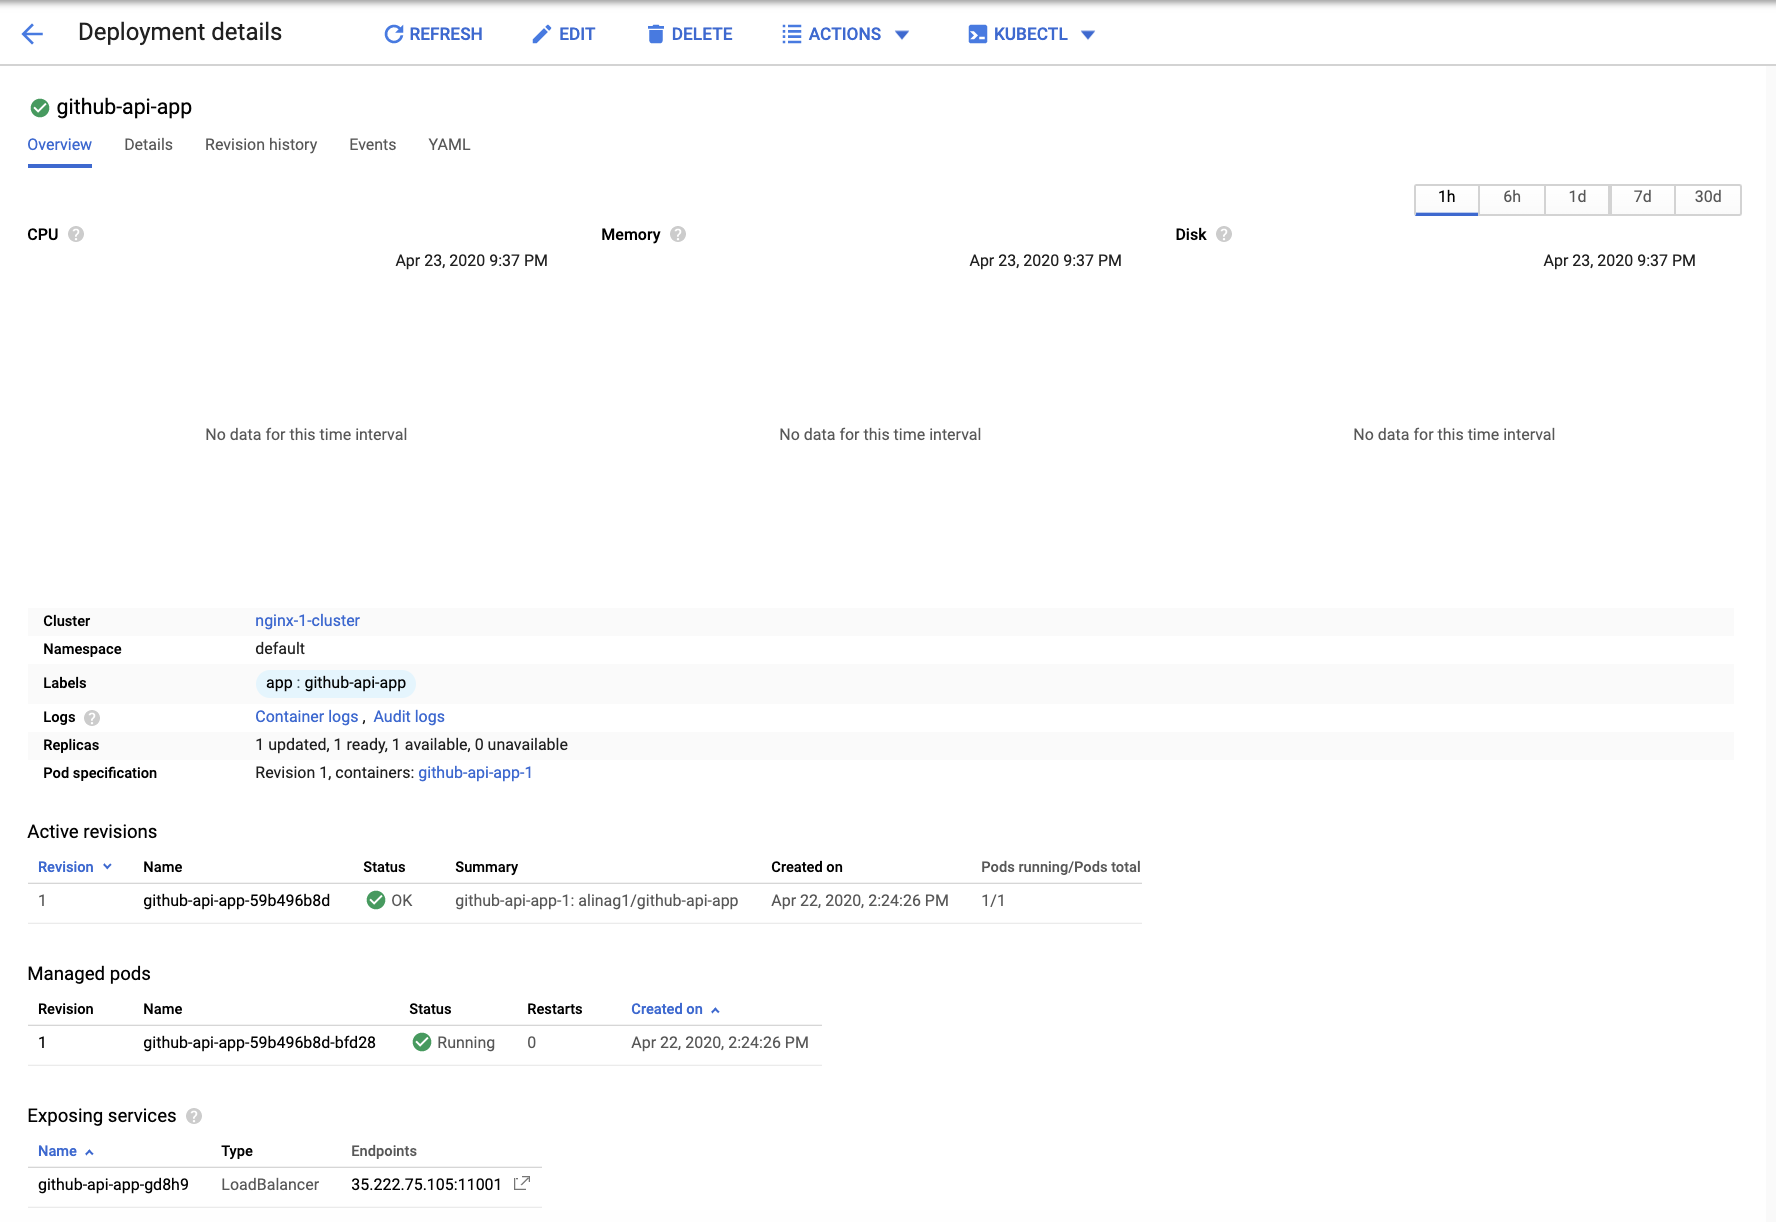 Deployment details REFRESH EDIT DELETE ACTIONS KUBECTL
github-api-app
Overview Details Revision history Events YAML
1h 6h 1d 7d 30d
CPU Memory Disk
Apr 23, 2020 9:37 PM Apr 23, 2020 9:37 PM Apr 23, 2020 9:37 PM
No data for this time interval No data for this time interval No data for this time interval
Cluster nginx-1-cluster
Namespace default
Labels app : github-api-app
Logs Container logs , Audit logs
Replicas 1 updated, 1 ready, 1 available, 0 unavailable
Pod specification Revision 1, containers: github-api-app-1
Active revisions
Revision Name Status Summary Created on Pods running/Pods total
1 github-api-app-59b496b8d OK github-api-app-1: alinag1/github-api-app Apr 22, 2020, 2:24:26 PM 1/1
Managed pods
Revision Name Status Restarts Created on
1 github-api-app-59b496b8d-bfd28 Running 0 Apr 22, 2020, 2:24:26 PM
Exposing services
Name Type Endpoints
github-api-app-gd8h9 LoadBalancer 35.222.75.105:11001